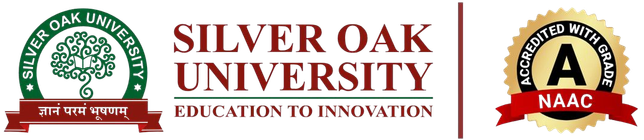 SILVER OAK UNIVERSITY
ज्ञानं परमं भूषणम्
SILVER OAK
UNIVERSITY
EDUCATION TO INNOVATION
ACCREDITED WITH GRADE
A
NAAC